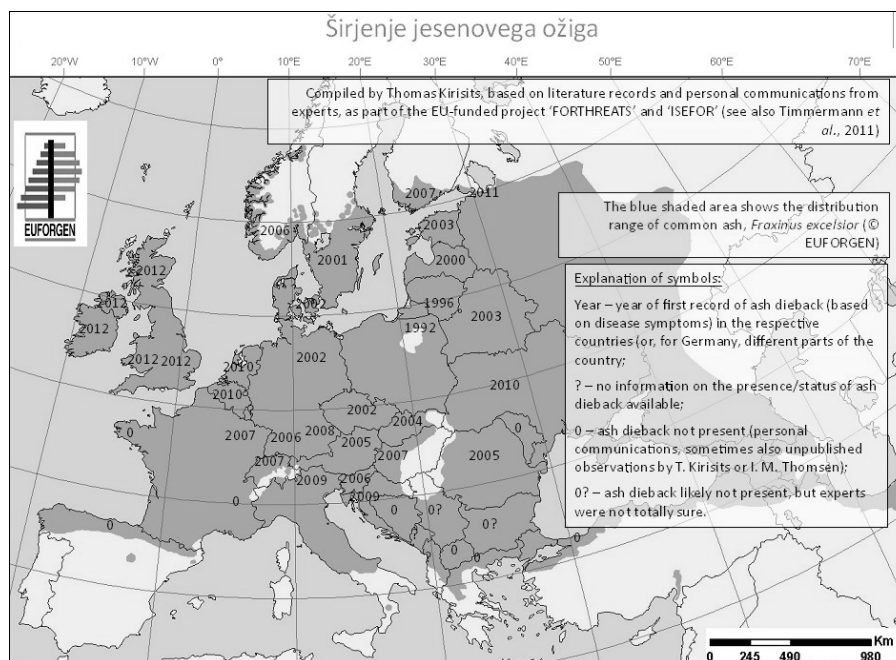 Širjenje jesenovega ožiga
20°W 10°W 0° 10°E 20°E 30°E 40°E 50°E 60°E 70°E
Compiled by Thomas Kirisits, based on literature records and personal communications from
experts, as part of the EU-funded project ‘FORTHREATS’ and ‘ISEFOR’ (see also Timmermann et
al., 2011)
EUFORGEN
The blue shaded area shows the distribution
range of common ash, Fraxinus excelsior (©
EUFORGEN)
Explanation of symbols:
Year – year of first record of ash dieback (based
on disease symptoms) in the respective
countries (or, for Germany, different parts of the
country;
? – no information on the presence/status of ash
dieback available;
0 – ash dieback not present (personal
communications, sometimes also unpublished
observations by T. Kirisits or I. M. Thomsen);
0? – ash dieback likely not present, but experts
were not totally sure.
2007 2011
2006 2003
2001 2000
2012
2012 2002 1996
2012 2003
1992
2012 2012 2010 2002
2010 2010
2002
0 2007 2006 2008 2004 0
2005
2007 2009 2007 2005
2006
0 2009 0 0? 0?
0 0 0 0
Km
0 245 490 980